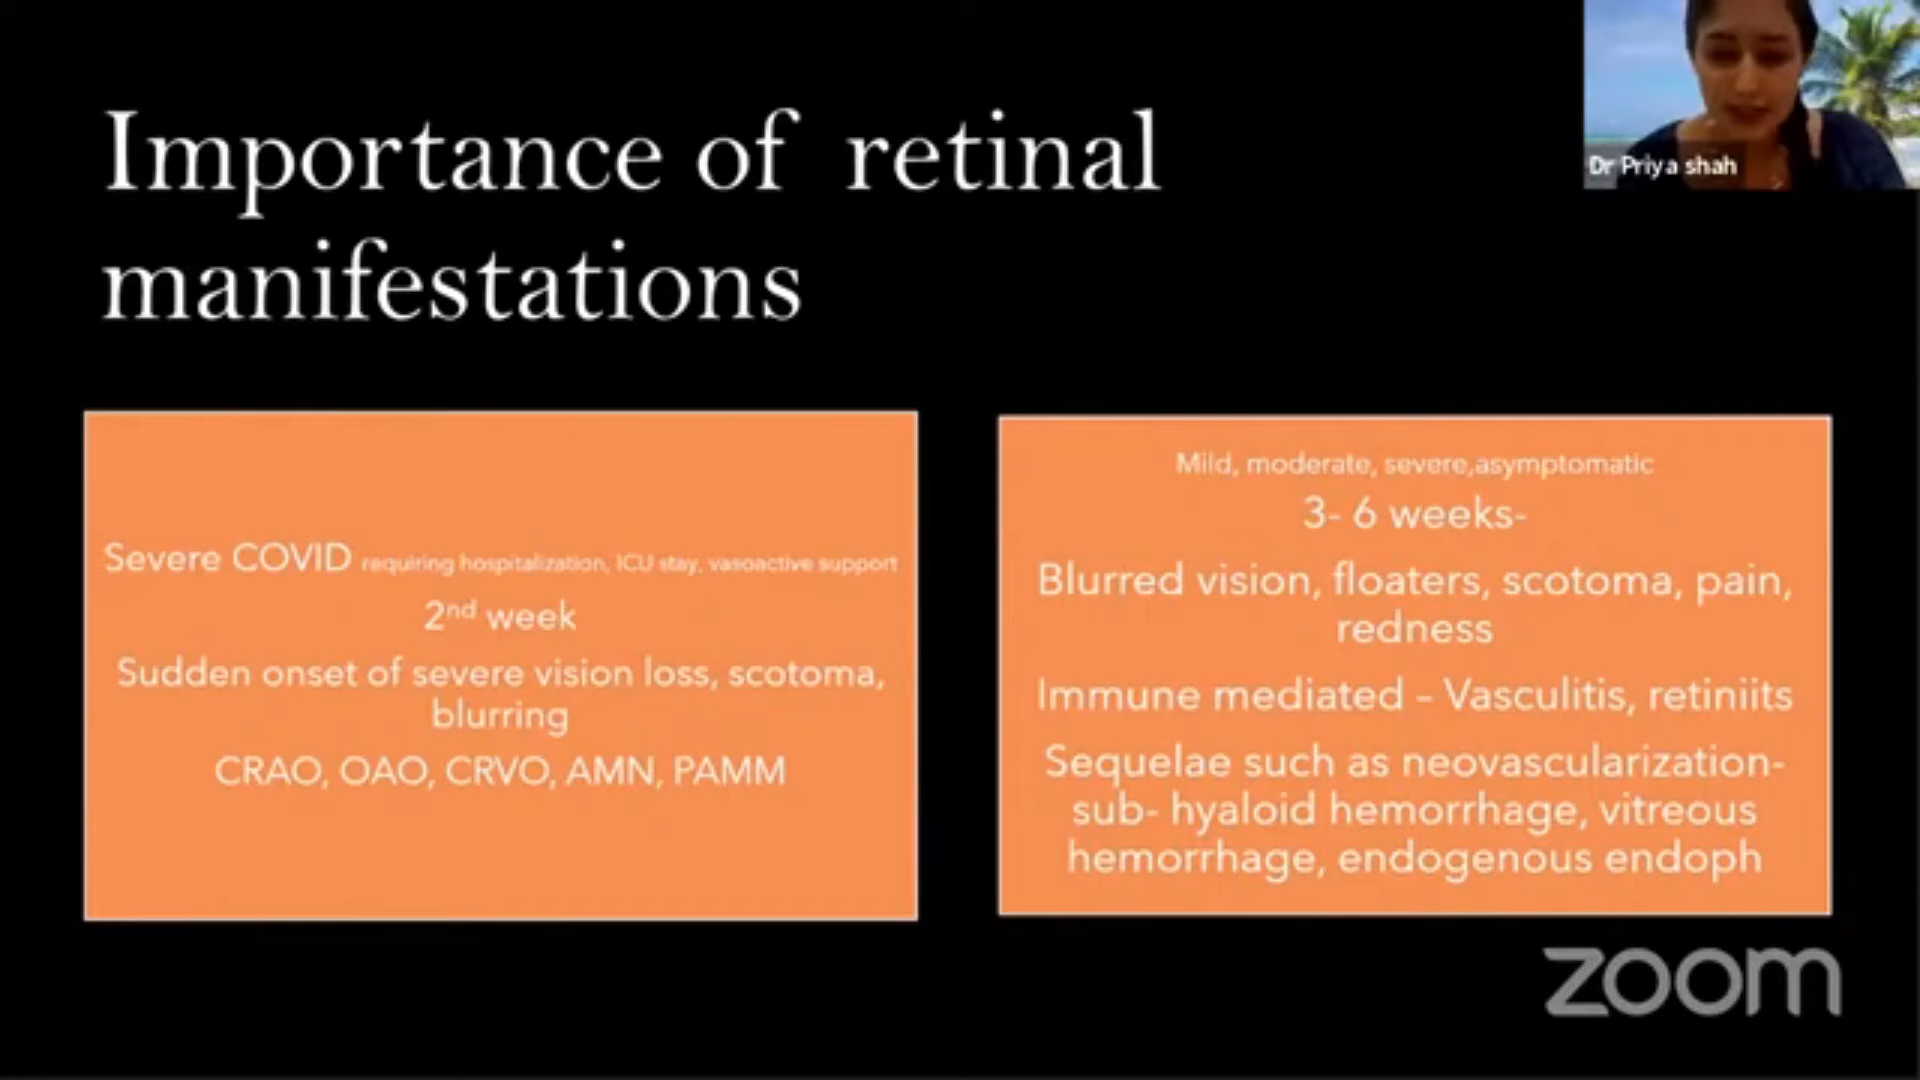 Importance of retinal
manifestations
Dr Priya shah
Severe COVID requiring hospitalization, ICU stay, vasoactive support
2nd week
Sudden onset of severe vision loss, scotoma,
blurring
CRAO, OAO, CRVO, AMN, PAMM
Mild, moderate, severe,asymptomatic
3- 6 weeks-
Blurred vision, floaters, scotoma, pain,
redness
Immune mediated – Vasculitis, retiniits
Sequelae such as neovascularization-
sub- hyaloid hemorrhage, vitreous
hemorrhage, endogenous endoph
zoom